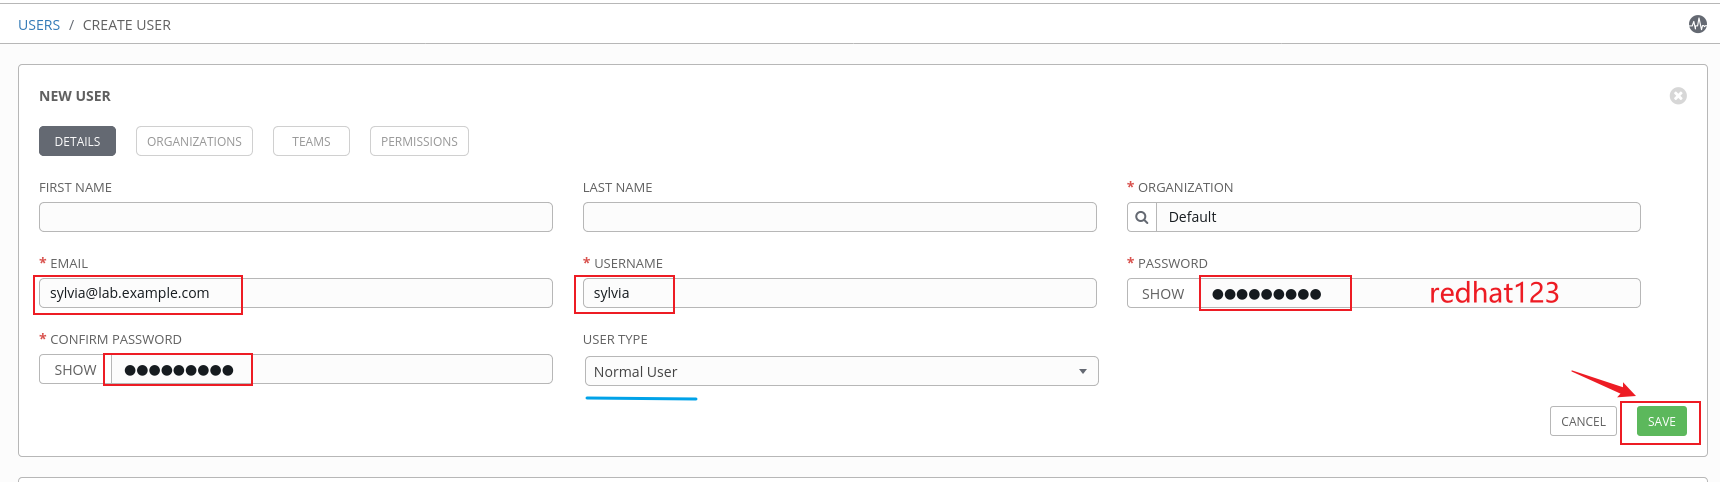 USERS / CREATE USER
NEW USER
DETAILS ORGANIZATIONS TEAMS PERMISSIONS
FIRST NAME LAST NAME * ORGANIZATION
Default
* EMAIL * USERNAME * PASSWORD
sylvia@lab.example.com sylvia SHOW ●●●●●●●●● redhat123
* CONFIRM PASSWORD USER TYPE
SHOW ●●●●●●●●● Normal User
CANCEL SAVE